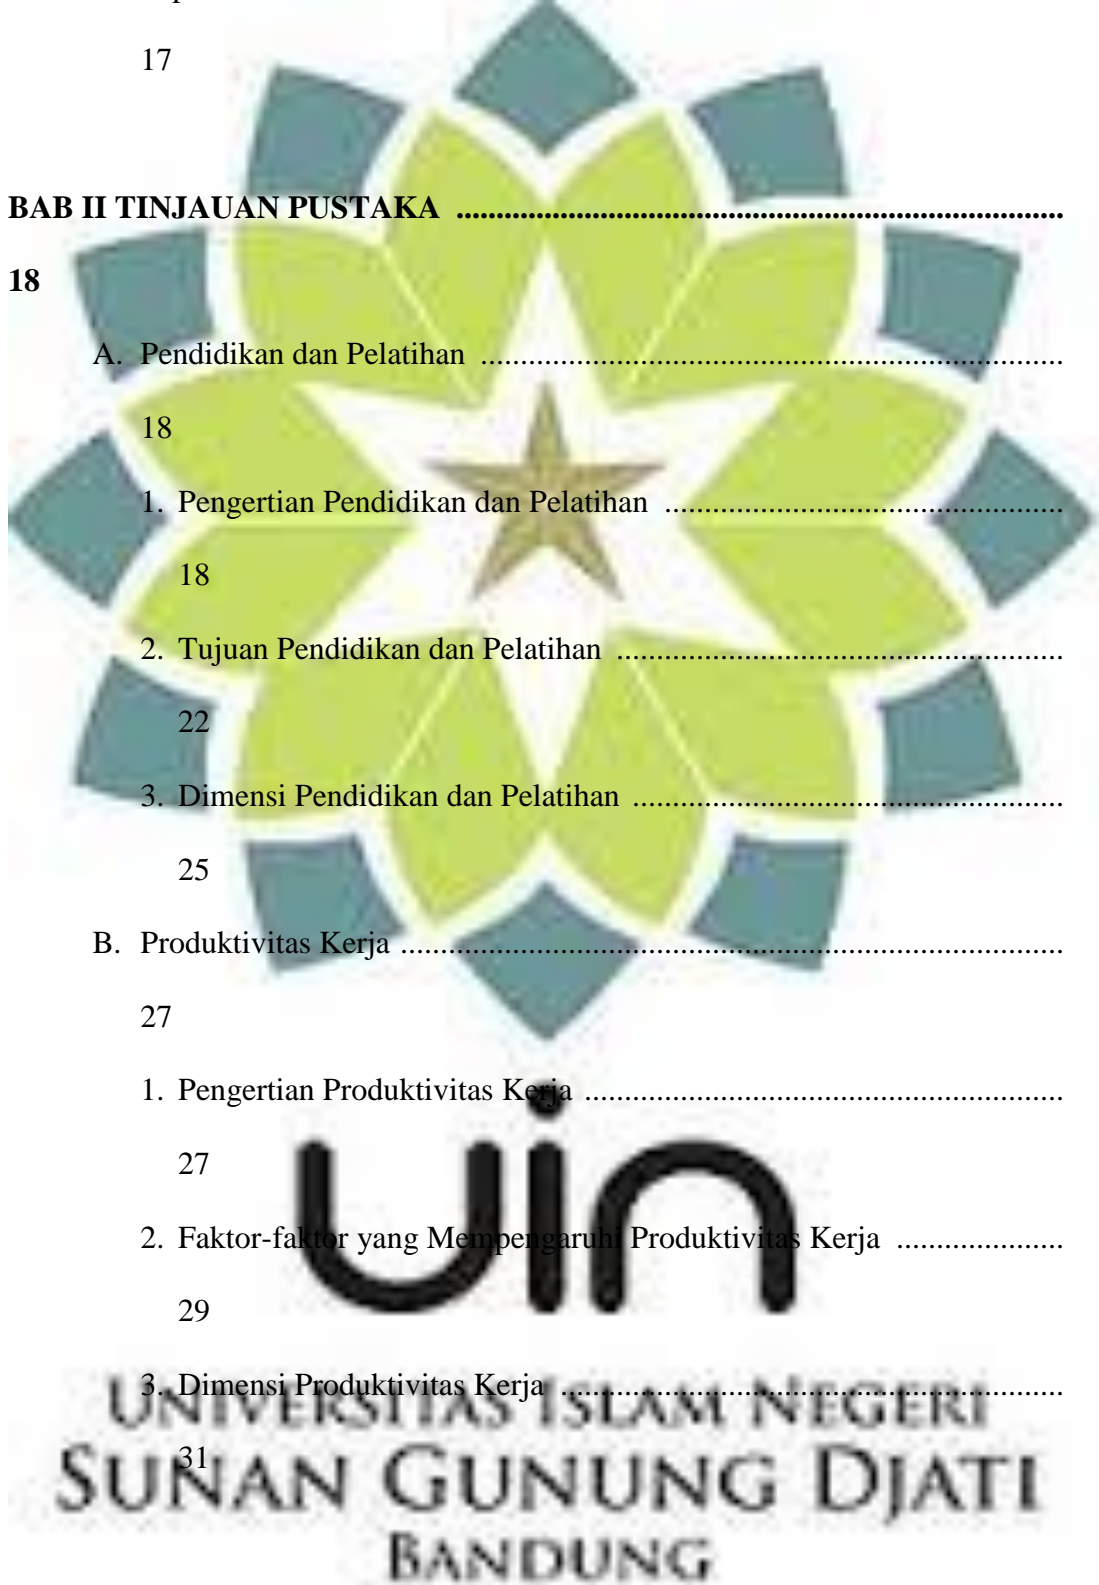 17
BAB II TINJAUAN PUSTAKA ............................................................................
18
A. Pendidikan dan Pelatihan ..........................................................................
18
1. Pengertian Pendidikan dan Pelatihan ..................................................
18
2. Tujuan Pendidikan dan Pelatihan ........................................................
22
3. Dimensi Pendidikan dan Pelatihan ......................................................
25
B. Produktivitas Kerja ....................................................................................
27
1. Pengertian Produktivitas Kerja ............................................................
27
2. Faktor-faktor yang Mempengaruhi Produktivitas Kerja .....................
29
3. Dimensi Produktivitas Kerja ...............................................................
31
uin
UNIVERSITAS ISLAM NEGERI
SUNAN GUNUNG DJATI
BANDUNG